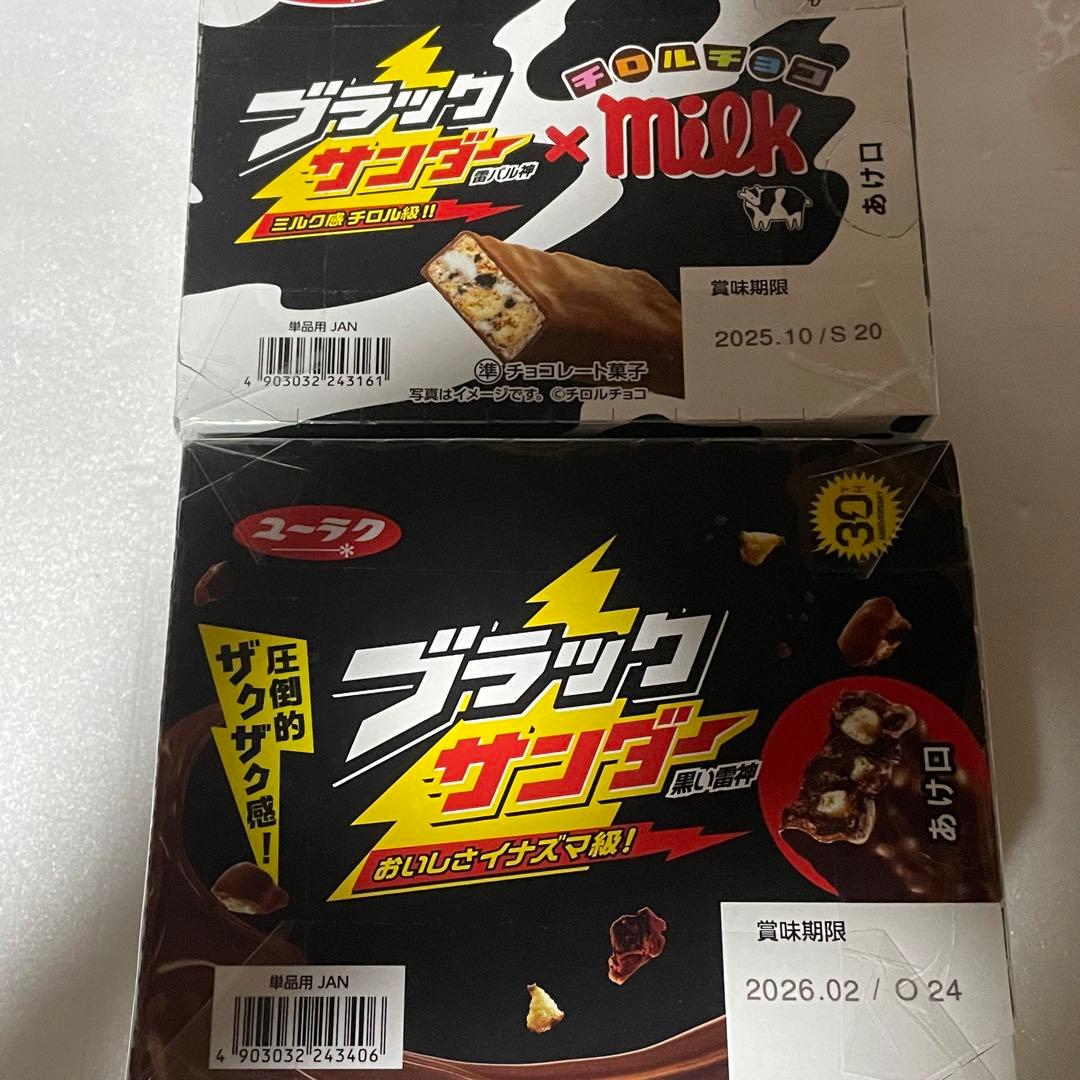 ブラック
サンダー
雷バル神
ミルク感 チロル級!!
×
チロルチョコ
milk
あけ口
賞味期限
2025.10/S 20
単品用 JAN
4 903032 243161
準 チョコレート菓子
写真はイメージです。©チロルチョコ
ユーラク
30TH
ANNIVERSARY
圧倒的
ザクザク感!
ブラック
サンダー
黒い雷神
おいしさイナズマ級!
あけ口
賞味期限
2026.02 / O 24
単品用 JAN
4 903032 243406